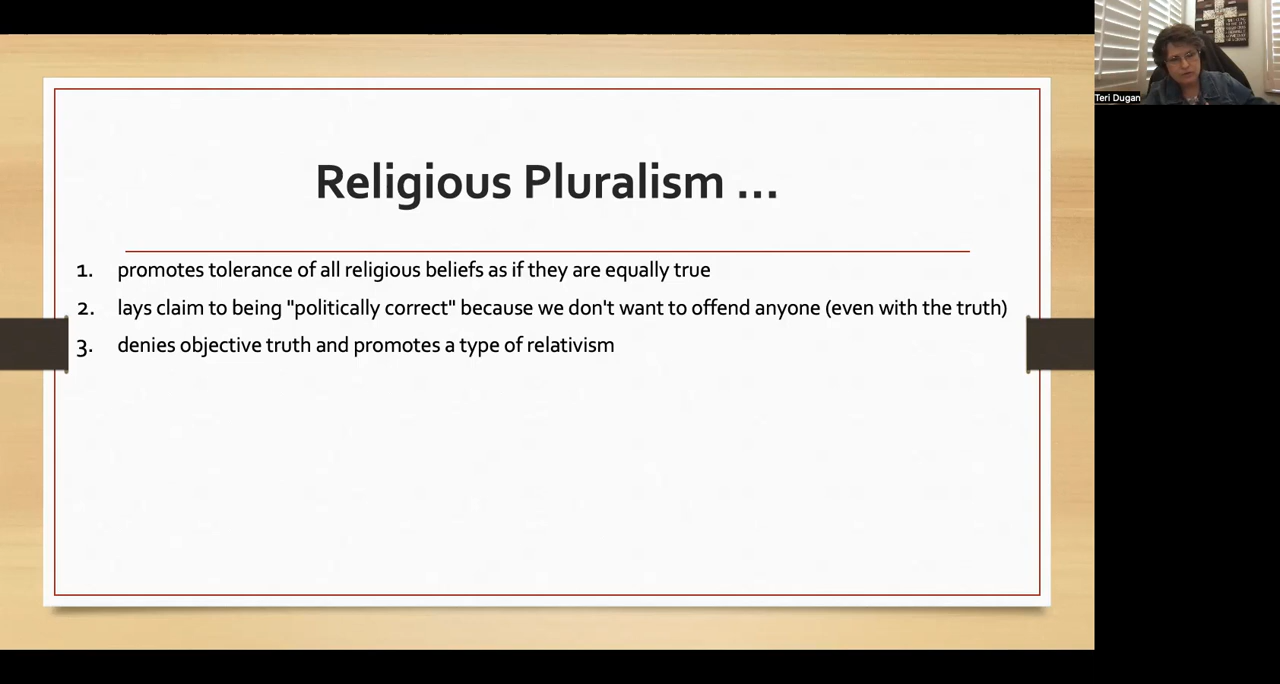 Religious Pluralism ...
1. promotes tolerance of all religious beliefs as if they are equally true
2. lays claim to being "politically correct" because we don't want to offend anyone (even with the truth)
3. denies objective truth and promotes a type of relativism
Teri Dugan